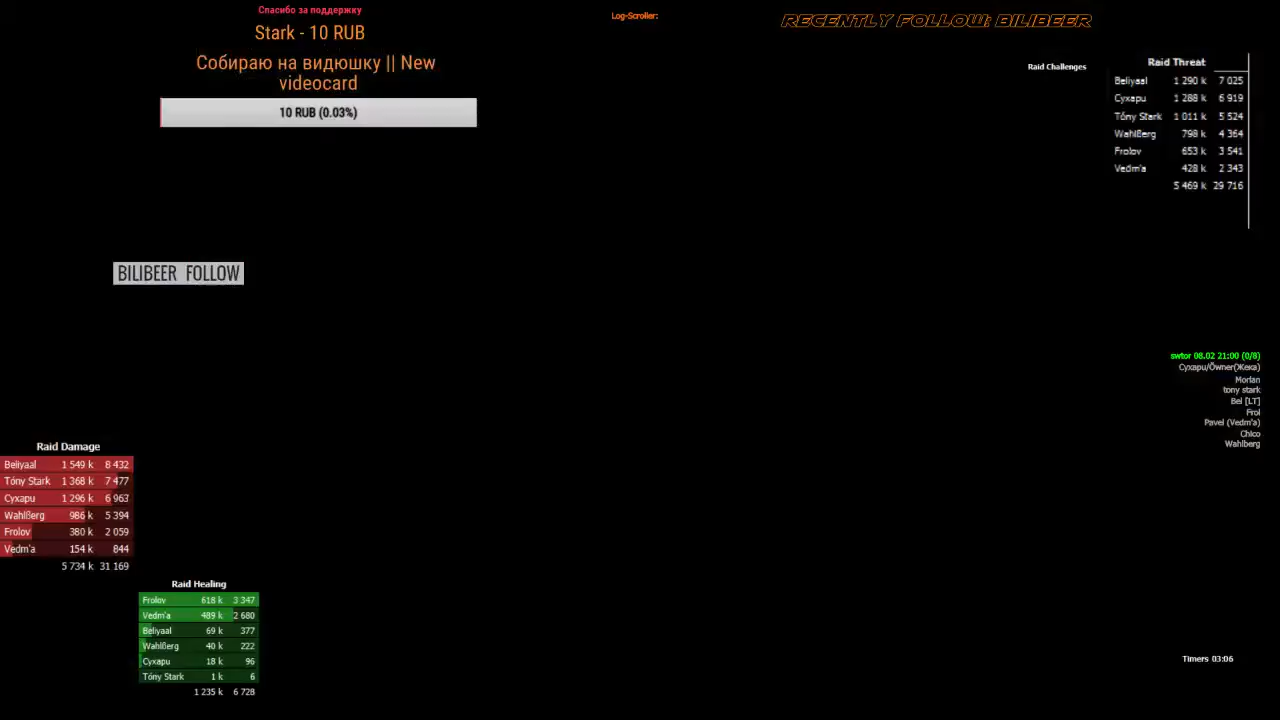 Спасибо за поддержку
Stark - 10 RUB
Собираю на видюшку || New
videocard
10 RUB (0.03%)
Log-Scroller:
RECENTLY FOLLOW: BILIBEER
Raid Challenges
Raid Threat
Beliyaal 1 290 k 7 025
Сухари 1 288 k 6 919
Tóny Stark 1 011 k 5 524
Wahlßerg 798 k 4 364
Frolov 653 k 3 541
Vedm'a 428 k 2 343
5 469 k 29 716
BILIBEER FOLLOW
swtor 08.02 21:00 (0/8)
Сухари/Öwner(Жека)
Morlan
tony stark
Bel [LT]
Frol
Pavel (Vedm'a)
Chico
Wahlberg
Raid Damage
Beliyaal 1 549 k 8 432
Tóny Stark 1 368 k 7 477
Сухари 1 296 k 6 963
Wahlßerg 986 k 5 394
Frolov 380 k 2 059
Vedm'a 154 k 844
5 734 k 31 169
Raid Healing
Frolov 618 k 3 347
Vedm'a 489 k 2 680
Beliyaal 69 k 377
Wahlßerg 40 k 222
Сухари 18 k 96
Tóny Stark 1 k 6
1 235 k 6 728
Timers 03:06